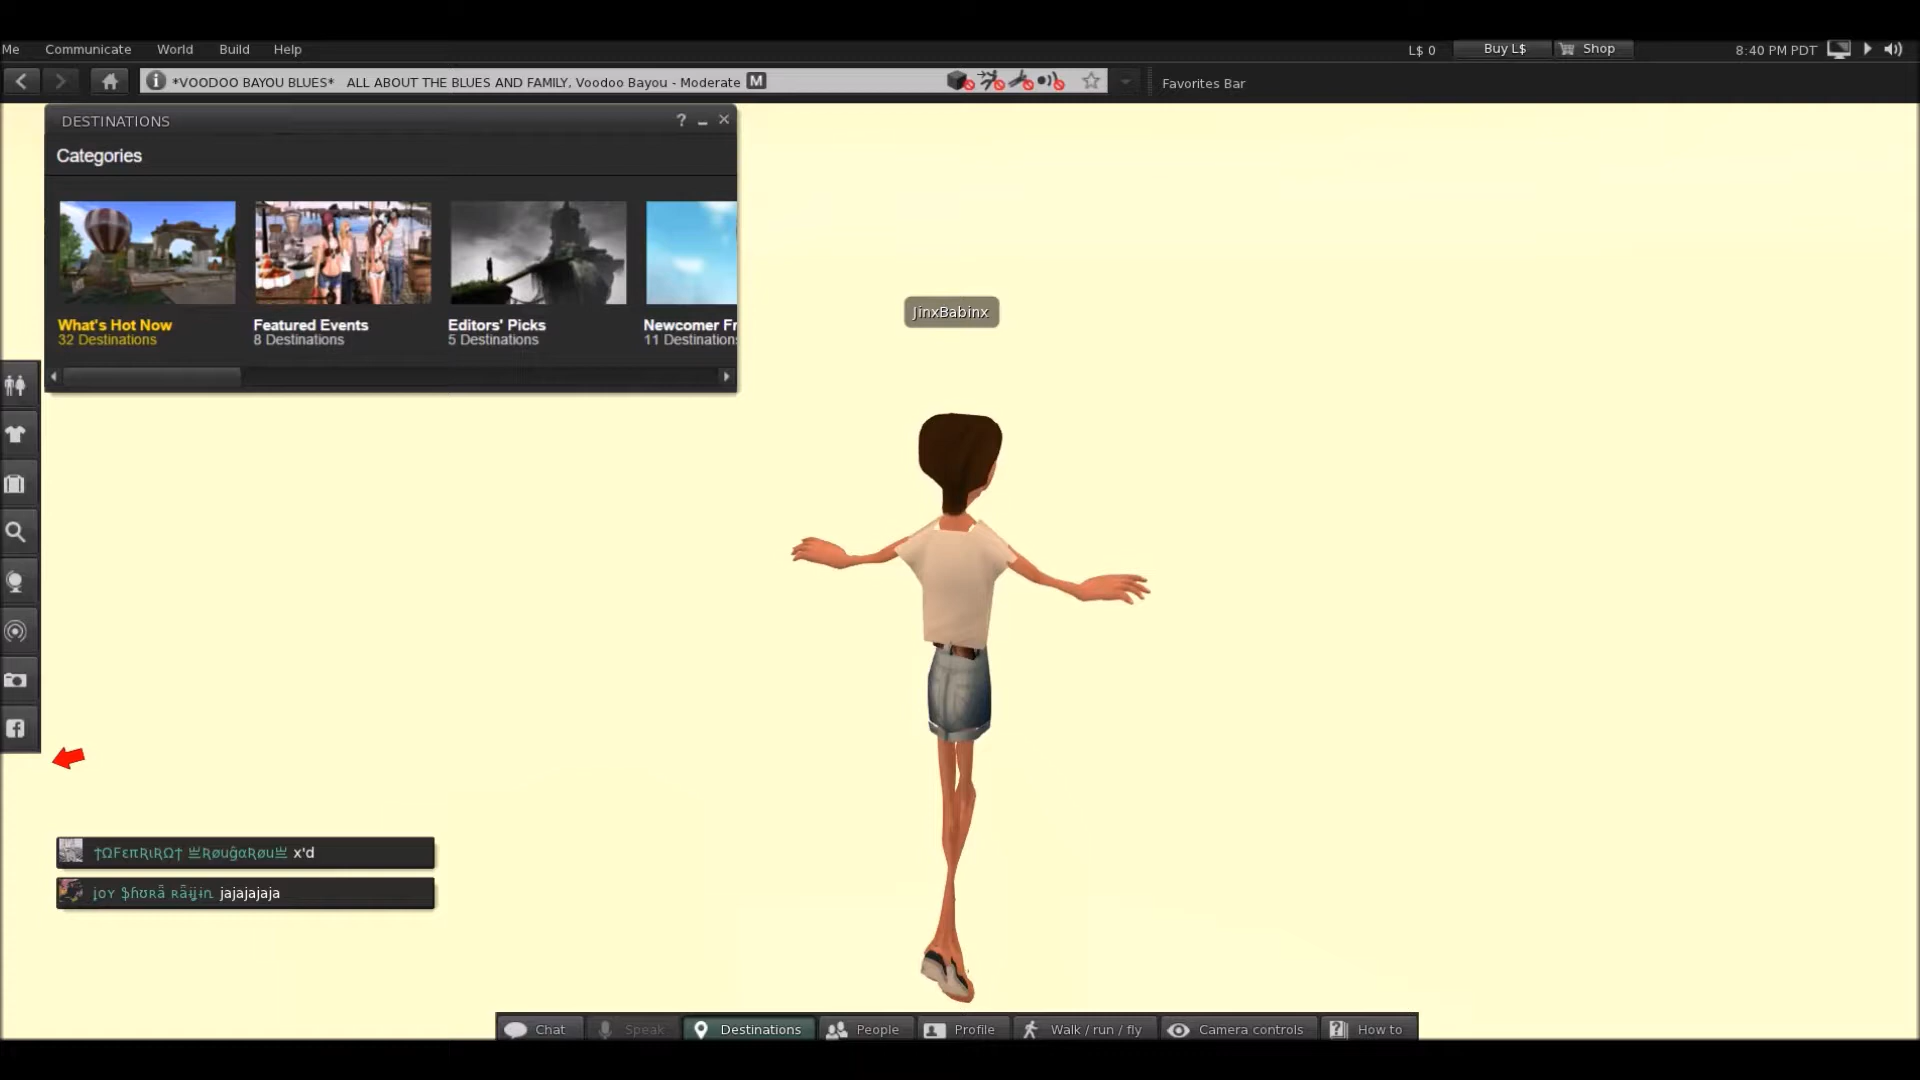 Me Communicate World Build Help L$ 0 Buy L$ Shop 8:40 PM PDT
*VOODOO BAYOU BLUES* ALL ABOUT THE BLUES AND FAMILY, Voodoo Bayou - Moderate M Favorites Bar
DESTINATIONS ?
Categories
What's Hot Now
32 Destinations
Featured Events
8 Destinations
Editors' Picks
5 Destinations
Newcomer Fr
11 Destinations
JinxBabinx
x'd
jajajajaja
Chat Speak Destinations People Profile Walk / run / fly Camera controls How to